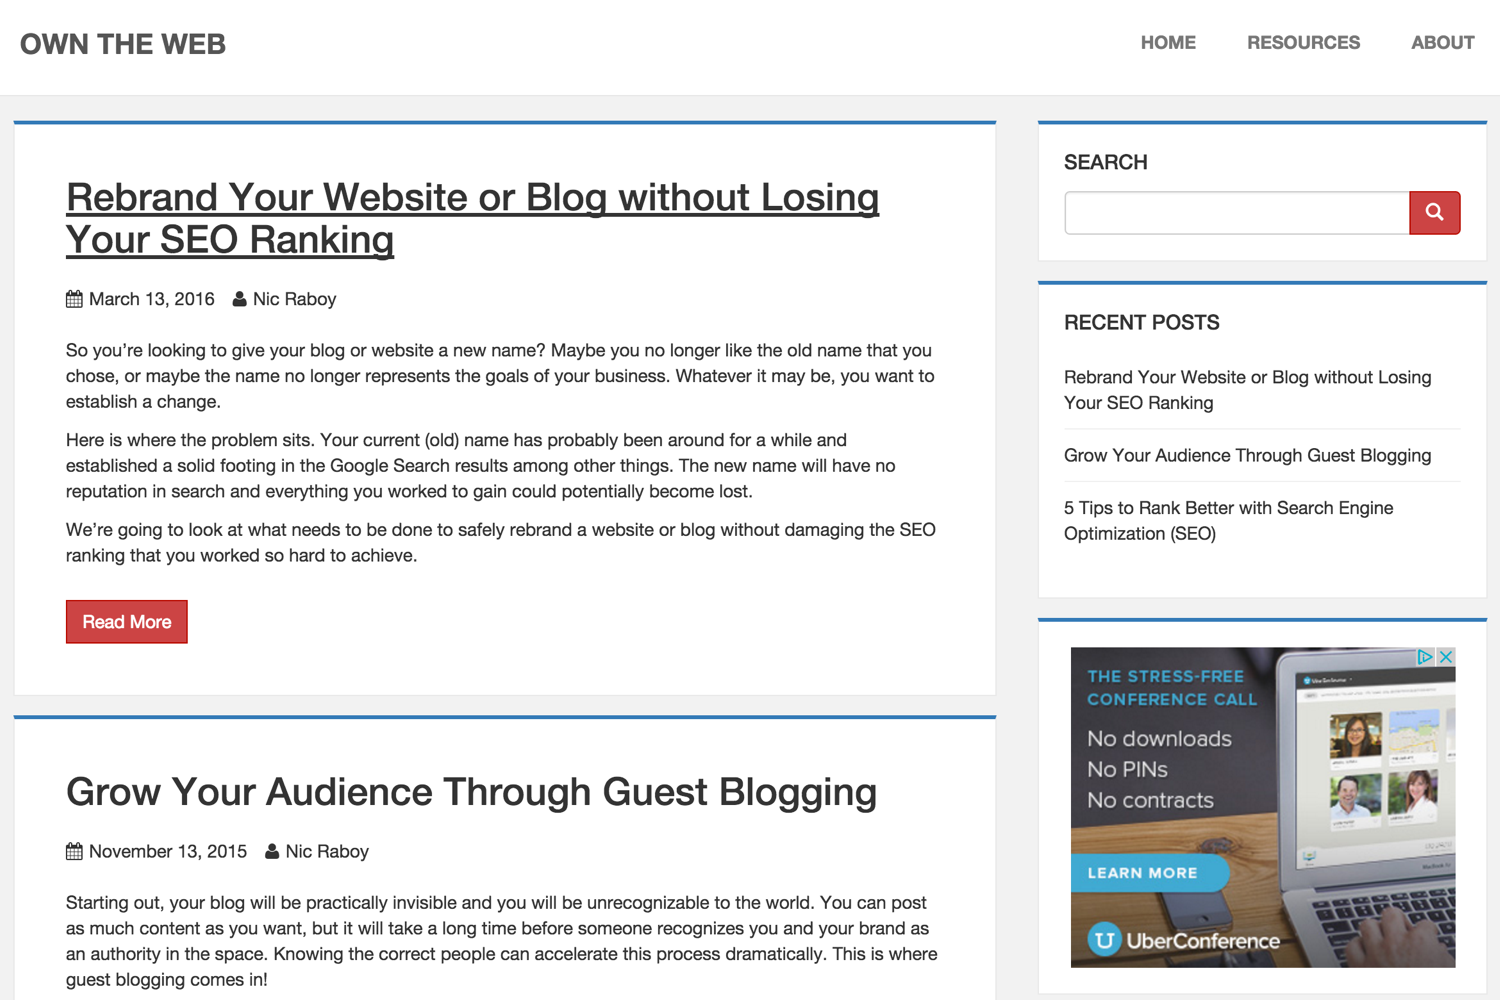 OWN THE WEB
HOME RESOURCES ABOUT
Rebrand Your Website or Blog without Losing
Your SEO Ranking
March 13, 2016 Nic Raboy
So you’re looking to give your blog or website a new name? Maybe you no longer like the old name that you
chose, or maybe the name no longer represents the goals of your business. Whatever it may be, you want to
establish a change.
Here is where the problem sits. Your current (old) name has probably been around for a while and
established a solid footing in the Google Search results among other things. The new name will have no
reputation in search and everything you worked to gain could potentially become lost.
We’re going to look at what needs to be done to safely rebrand a website or blog without damaging the SEO
ranking that you worked so hard to achieve.
Read More
Grow Your Audience Through Guest Blogging
November 13, 2015 Nic Raboy
Starting out, your blog will be practically invisible and you will be unrecognizable to the world. You can post
as much content as you want, but it will take a long time before someone recognizes you and your brand as
an authority in the space. Knowing the correct people can accelerate this process dramatically. This is where
guest blogging comes in!
SEARCH
RECENT POSTS
Rebrand Your Website or Blog without Losing
Your SEO Ranking
Grow Your Audience Through Guest Blogging
5 Tips to Rank Better with Search Engine
Optimization (SEO)
THE STRESS-FREE
CONFERENCE CALL
No downloads
No PINs
No contracts
LEARN MORE
UberConference